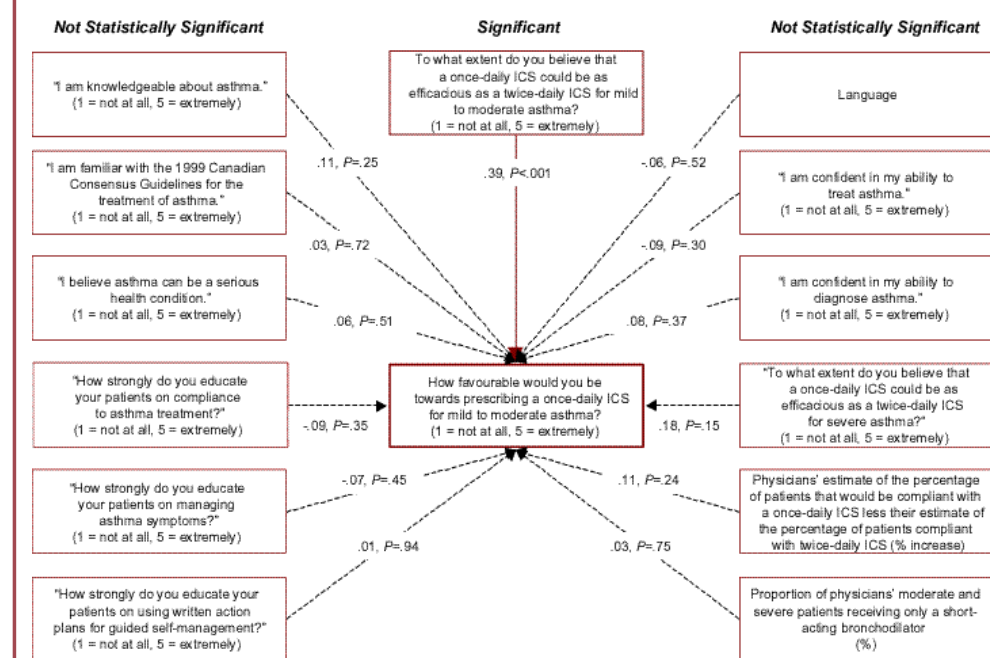 Not Statistically Significant
Significant
Not Statistically Significant
"I am knowledgeable about asthma."
(1 = not at all, 5 = extremely)
To what extent do you believe that
a once-daily ICS could be as
efficacious as a twice-daily ICS for mild
to moderate asthma?
(1 = not at all, 5 = extremely)
Language
.11, P=.25
.39, P<.001
-.06, P=.52
"I am familiar with the 1999 Canadian
Consensus Guidelines for the
treatment of asthma."
(1 = not at all, 5 = extremely)
"I am confident in my ability to
treat asthma."
(1 = not at all, 5 = extremely)
.03, P=.72
-.09, P=.30
"I believe asthma can be a serious
health condition."
(1 = not at all, 5 = extremely)
"I am confident in my ability to
diagnose asthma."
(1 = not at all, 5 = extremely)
.06, P=.51
.08, P=.37
"How strongly do you educate
your patients on compliance
to asthma treatment?"
(1 = not at all, 5 = extremely)
-.09, P=.35
How favourable would you be
towards prescribing a once-daily ICS
for mild to moderate asthma?
(1 = not at all, 5 = extremely)
.18, P=.15
"To what extent do you believe that
a once-daily ICS could be as
efficacious as a twice-daily ICS
for severe asthma?"
(1 = not at all, 5 = extremely)
"How strongly do you educate
your patients on managing
asthma symptoms?"
(1 = not at all, 5 = extremely)
-.07, P=.45
.11, P=.24
Physicians' estimate of the percentage
of patients that would be compliant with
a once-daily ICS less their estimate of
the percentage of patients compliant
with twice-daily ICS (% increase)
.01, P=.94
.03, P=.75
"How strongly do you educate your
patients on using written action
plans for guided self-management?"
(1 = not at all, 5 = extremely)
Proportion of physicians' moderate and
severe patients receiving only a short-
acting bronchodilator
(%)